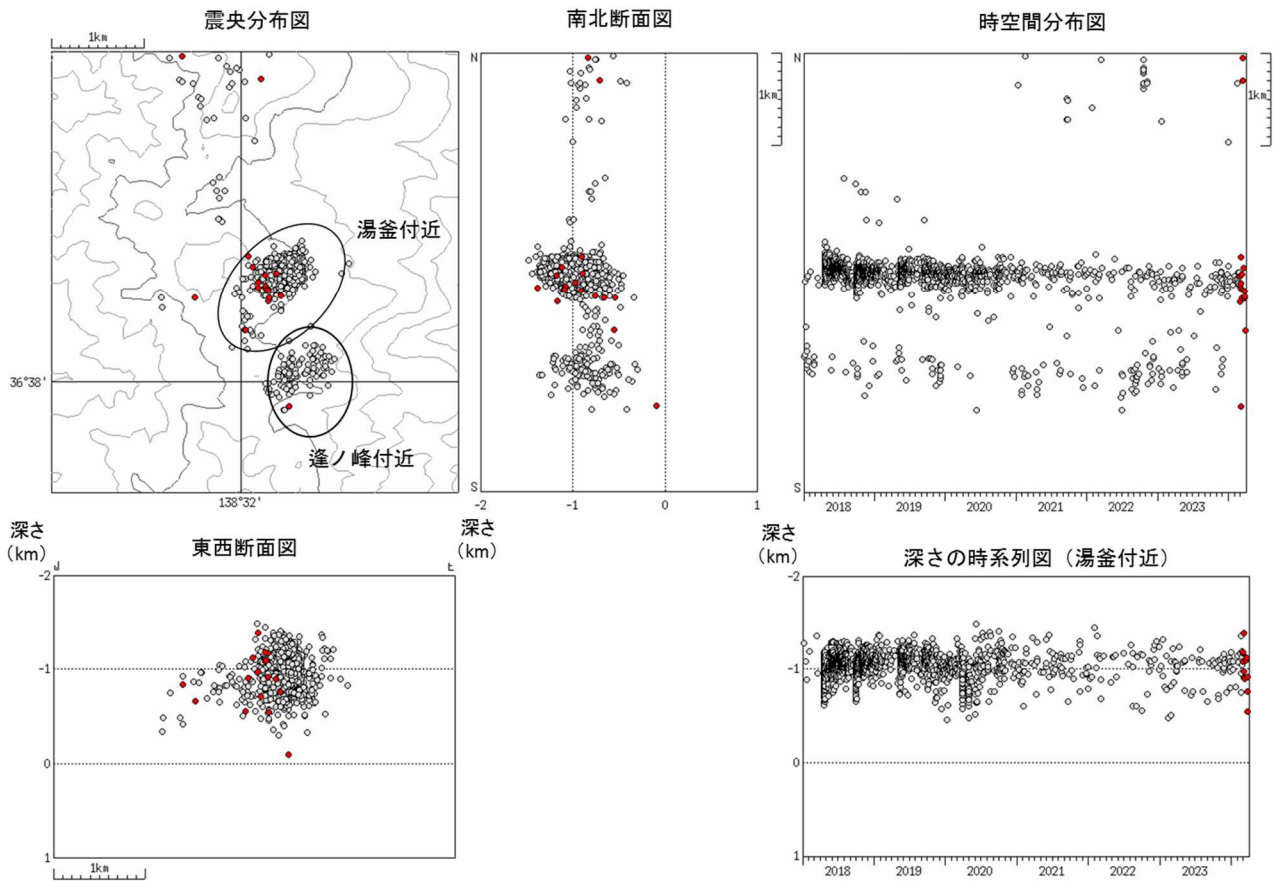 震央分布図
南北断面図
時空間分布図
1km
N
N
1km
1km
湯釜付近
36°38'
逢ノ峰付近
S
S
138°32'
-2
-1
0
1
2018
2019
2020
2021
2022
2023
深さ
(km)
東西断面図
深さ
(km)
深さ
(km)
深さの時系列図（湯釜付近）
E
-2
-2
-1
-1
0
0
1
1
1km
2018
2019
2020
2021
2022
2023